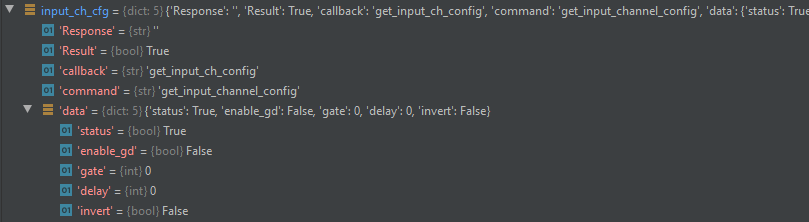 input_ch_cfg = {dict: 5} {'Response': '', 'Result': True, 'callback': 'get_input_ch_config', 'command': 'get_input_channel_config', 'data': {'status': True
01 'Response' = {str} ''
01 'Result' = {bool} True
01 'callback' = {str} 'get_input_ch_config'
01 'command' = {str} 'get_input_channel_config'
'data' = {dict: 5} {'status': True, 'enable_gd': False, 'gate': 0, 'delay': 0, 'invert': False}
01 'status' = {bool} True
01 'enable_gd' = {bool} False
01 'gate' = {int} 0
01 'delay' = {int} 0
01 'invert' = {bool} False